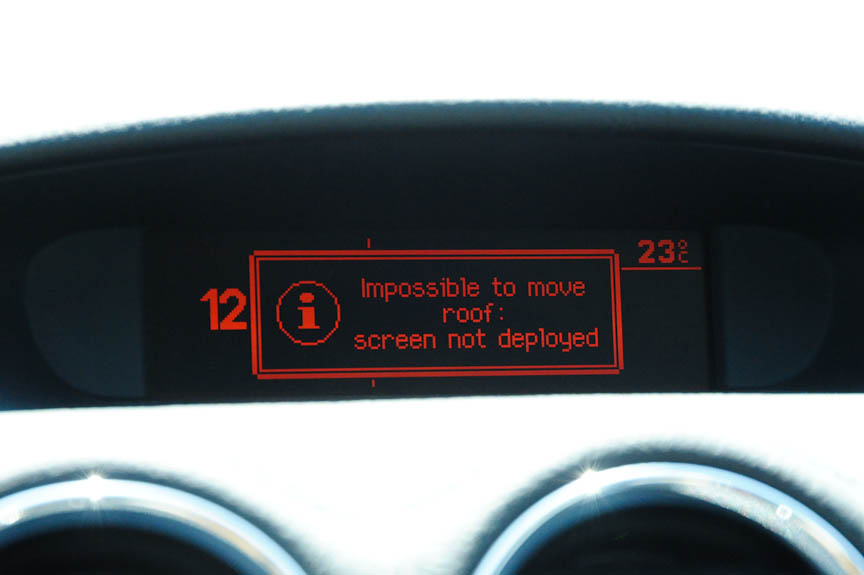 23°C
12
Impossible to move
roof:
screen not deployed